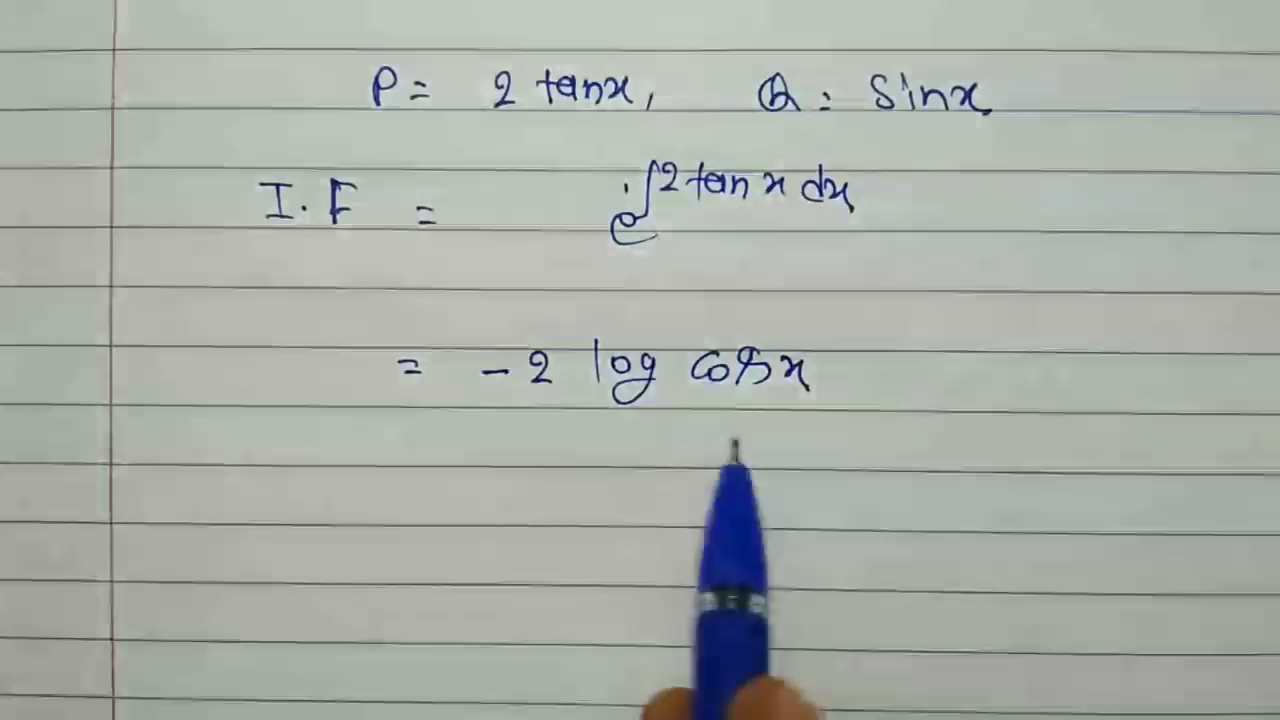 P = 2 tanx, Q = Sinx
I.F = e^∫2 tan x dx
= -2 log cosx